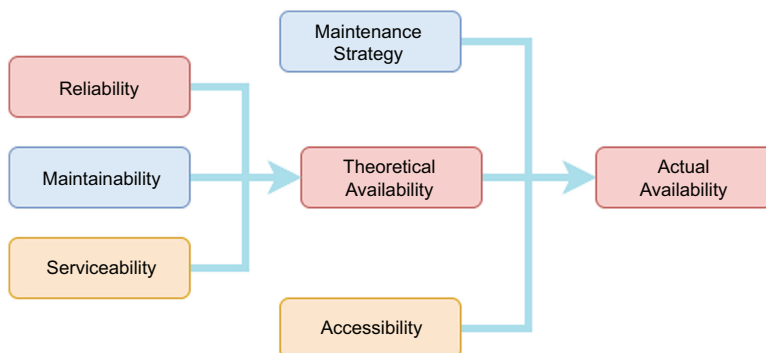 Maintenance
Strategy
Reliability
Maintainability
Theoretical
Availability
Actual
Availability
Serviceability
Accessibility